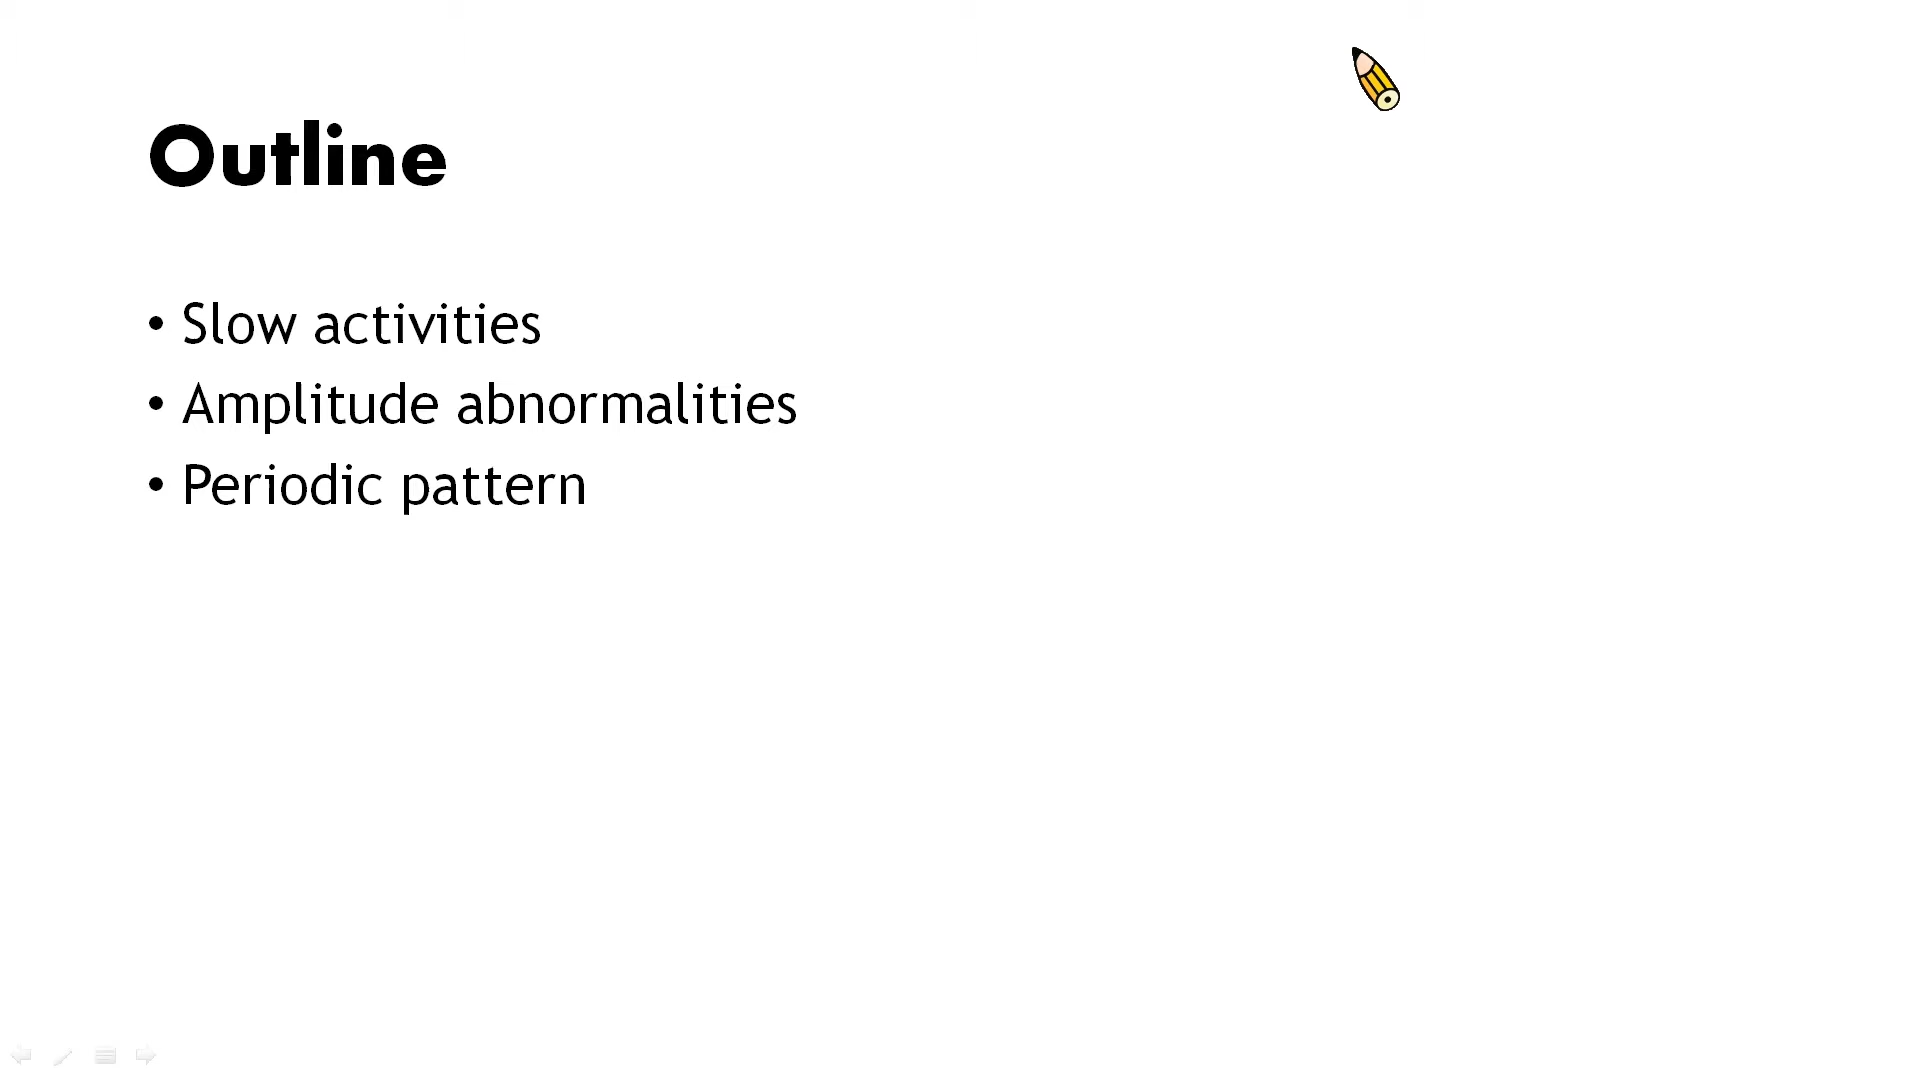 Outline
• Slow activities
• Amplitude abnormalities
• Periodic pattern